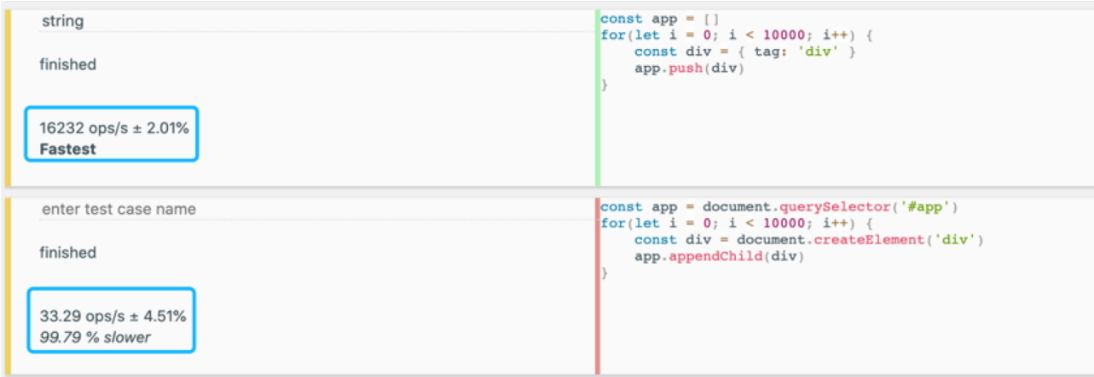 string
finished
16232 ops/s ± 2.01%
Fastest
const app = []
for(let i = 0; i < 10000; i++) {
    const div = { tag: 'div' }
    app.push(div)
}
enter test case name
finished
33.29 ops/s ± 4.51%
99.79 % slower
const app = document.querySelector('#app')
for(let i = 0; i < 10000; i++) {
    const div = document.createElement('div')
    app.appendChild(div)
}